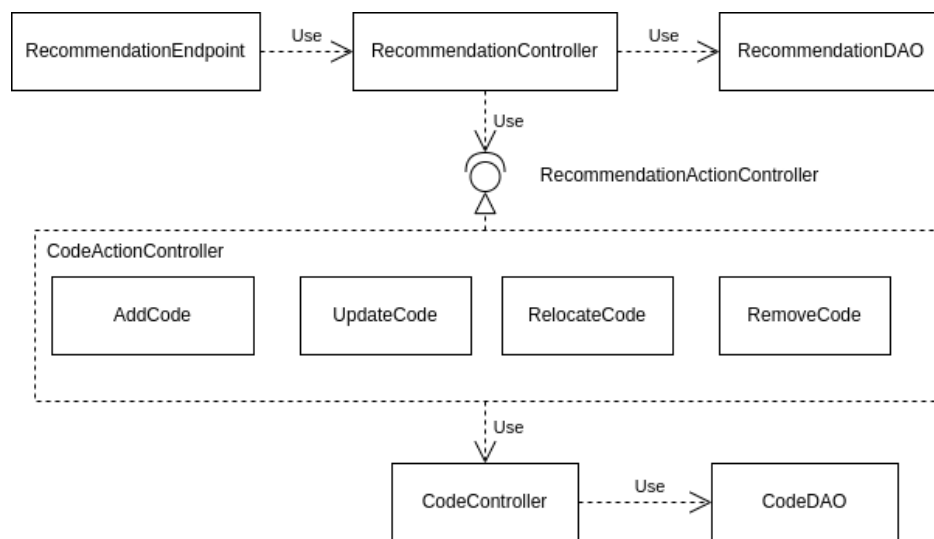 RecommendationEndpoint
Use
RecommendationController
Use
RecommendationDAO
Use
RecommendationActionController
CodeActionController
AddCode
UpdateCode
RelocateCode
RemoveCode
Use
CodeController
Use
CodeDAO